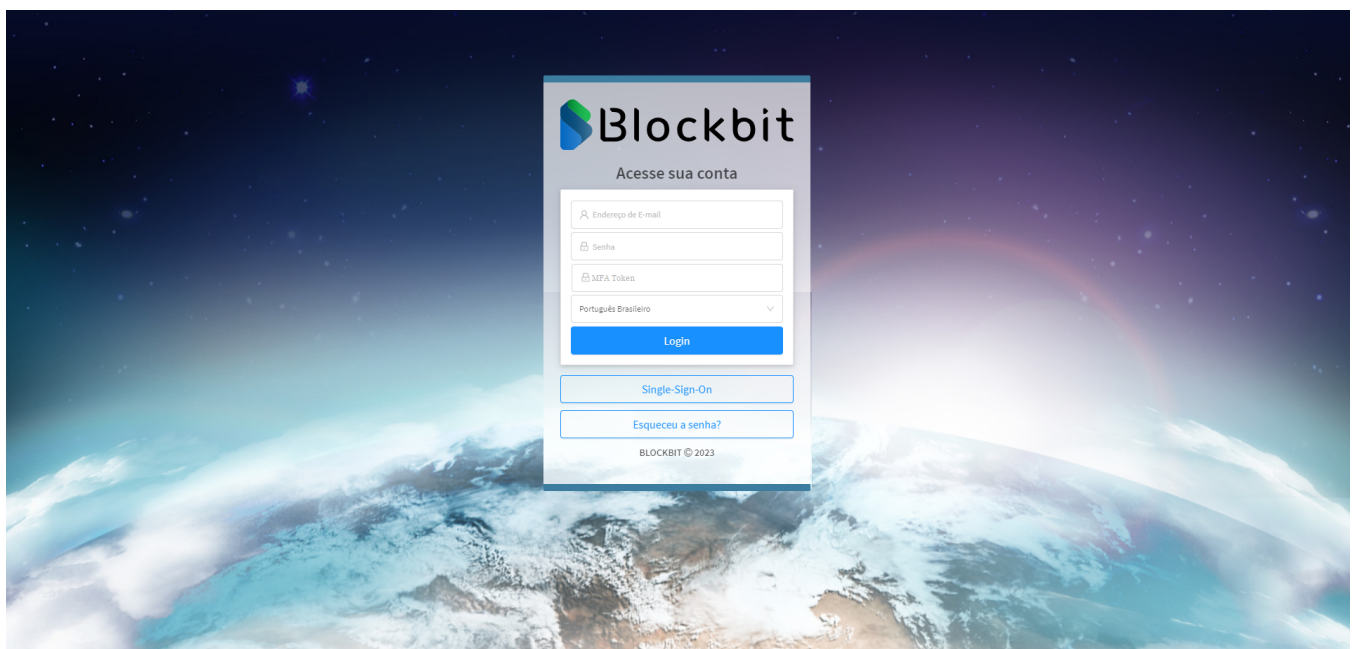 Blockbit
Acesse sua conta
Endereço de E-mail
Senha
MFA Token
Português Brasileiro
Login
Single-Sign-On
Esqueceu a senha?
BLOCKBIT © 2023